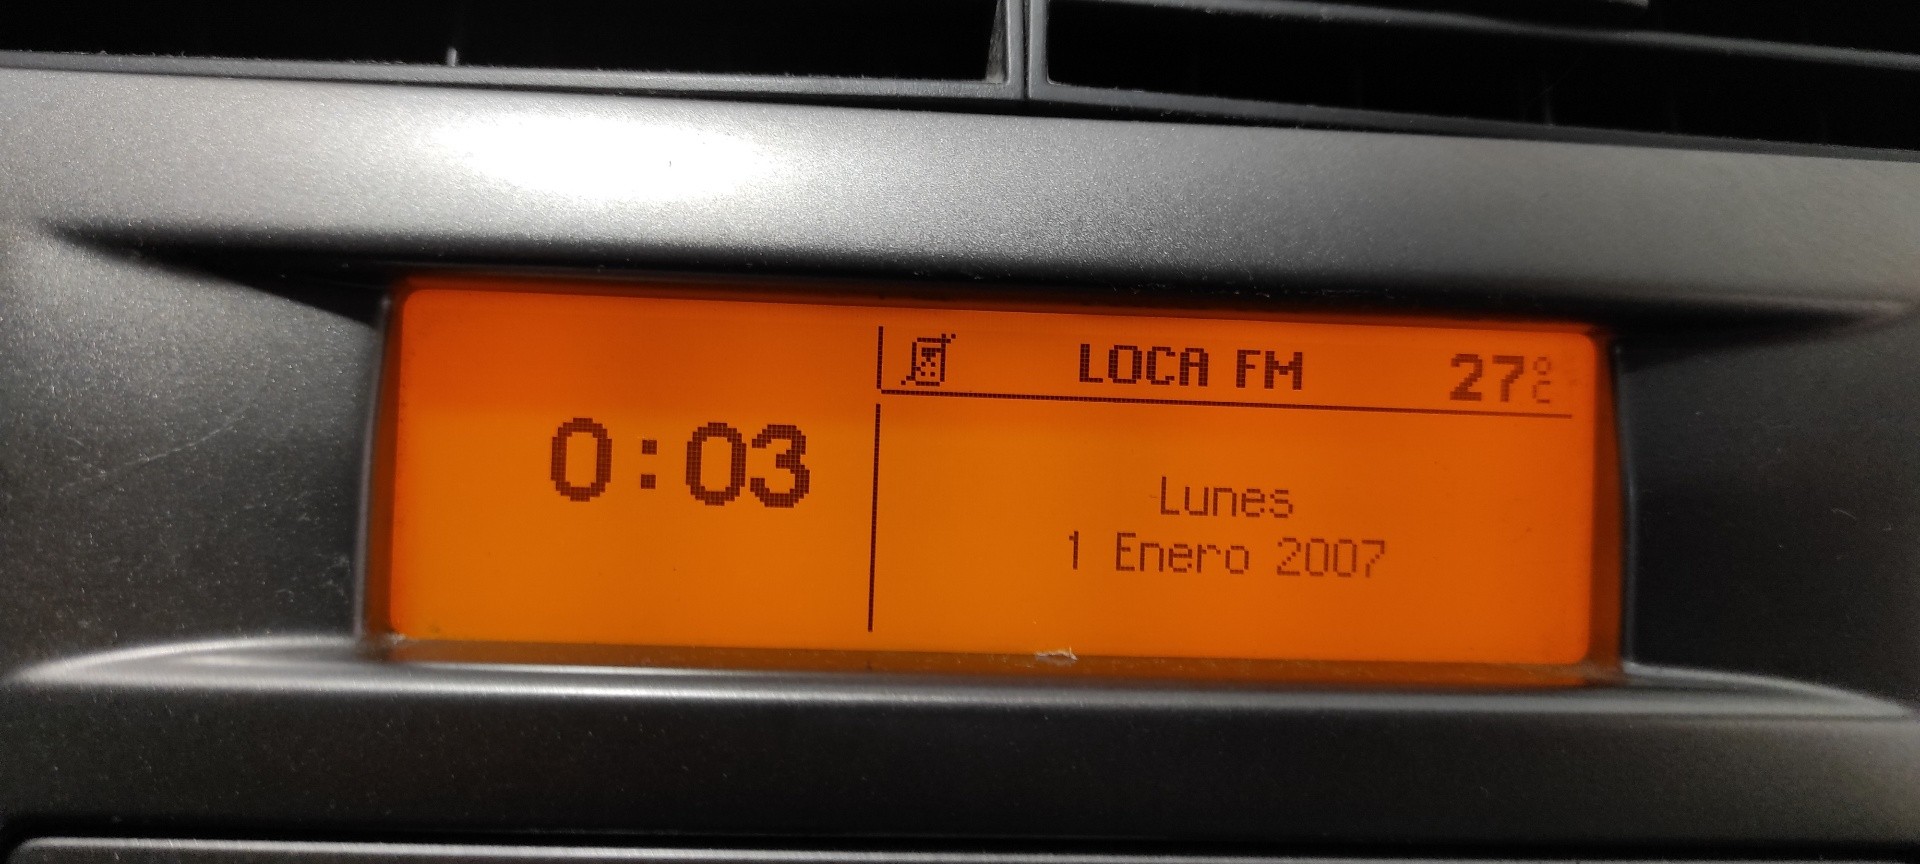 LOCA FM 27°C
0:03
Lunes
1 Enero 2007